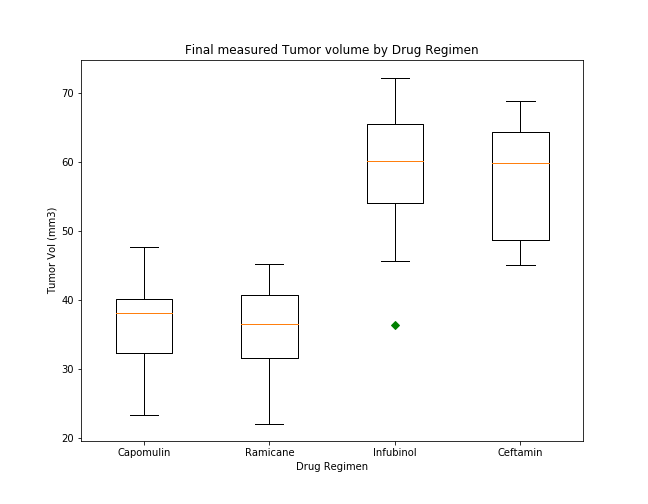 Final measured Tumor volume by Drug Regimen
Tumor Vol (mm3)
70
60
50
40
30
20
Capomulin
Ramicane
Infubinol
Ceftamin
Drug Regimen